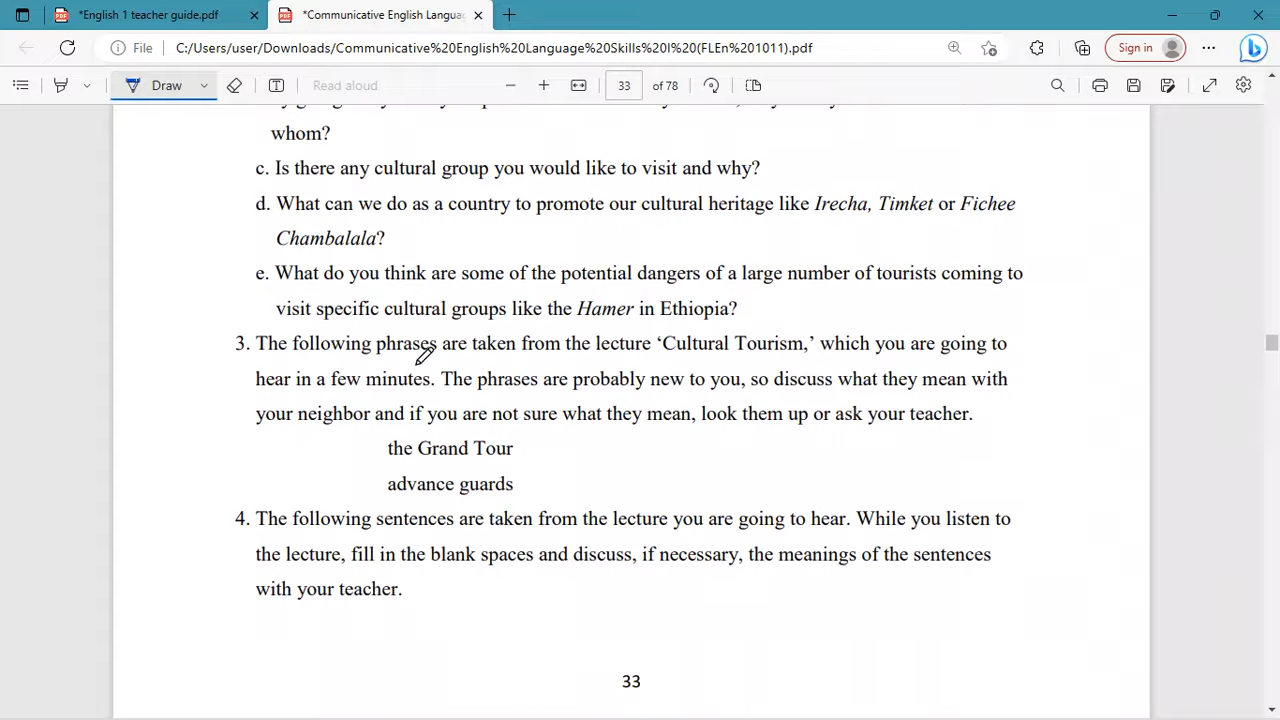 *English 1 teacher guide.pdf
*Communicative English Langua
File C:/Users/user/Downloads/Communicative%20English%20Language%20Skills%20I%20(FLEn%201011).pdf
Sign in
Draw
Read aloud
33 of 78
whom?
c. Is there any cultural group you would like to visit and why?
d. What can we do as a country to promote our cultural heritage like Irecha, Timket or Fichee
Chambalala?
e. What do you think are some of the potential dangers of a large number of tourists coming to
visit specific cultural groups like the Hamer in Ethiopia?
3. The following phrases are taken from the lecture ‘Cultural Tourism,’ which you are going to
hear in a few minutes. The phrases are probably new to you, so discuss what they mean with
your neighbor and if you are not sure what they mean, look them up or ask your teacher.
the Grand Tour
advance guards
4. The following sentences are taken from the lecture you are going to hear. While you listen to
the lecture, fill in the blank spaces and discuss, if necessary, the meanings of the sentences
with your teacher.
33